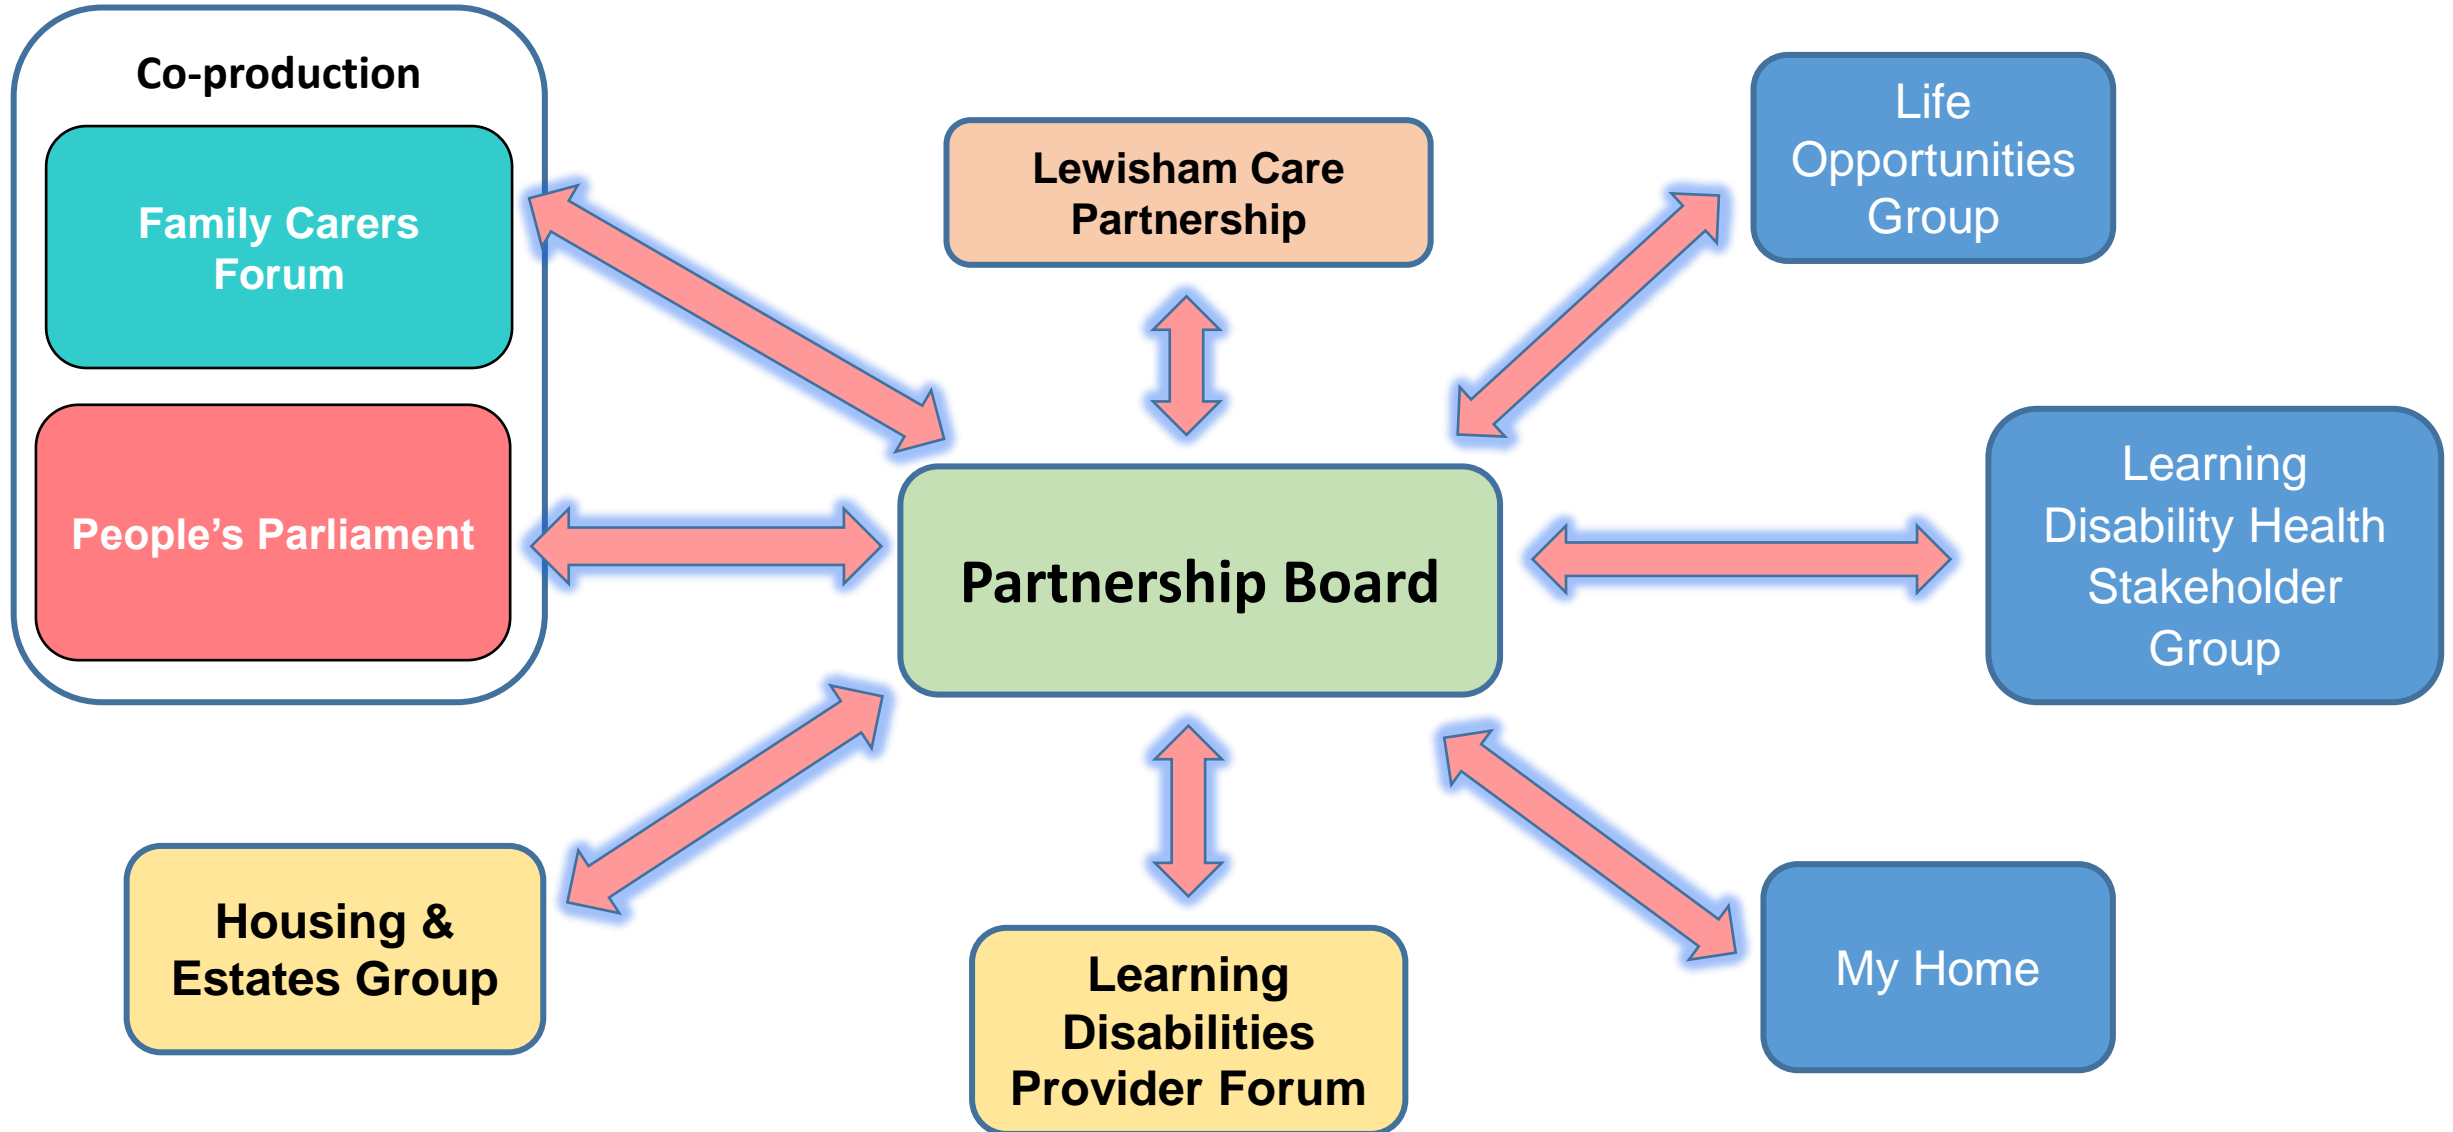 Co-production
Family Carers
Forum
People’s Parliament
Lewisham Care
Partnership
Life
Opportunities
Group
Partnership Board
Learning
Disability Health
Stakeholder
Group
Housing &
Estates Group
Learning
Disabilities
Provider Forum
My Home